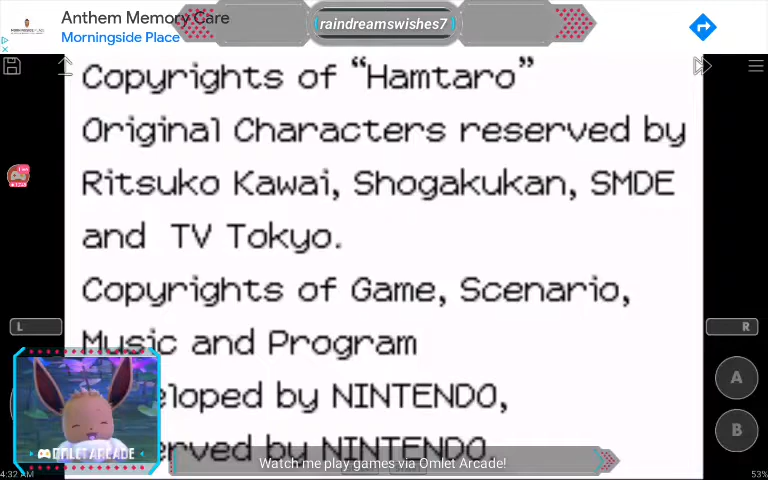 Anthem Memory Care
Morningside Place
raindreamswishes7
Copyrights of “Hamtaro”
Original Characters reserved by
Ritsuko Kawai, Shogakukan, SMDE
and TV Tokyo.
Copyrights of Game, Scenario,
Music and Program
eloped by NINTENDO,
erved by NINTENDO.
L
R
A
B
OMLET ARCADE
Watch me play games via Omlet Arcade!
4:32 AM
53%